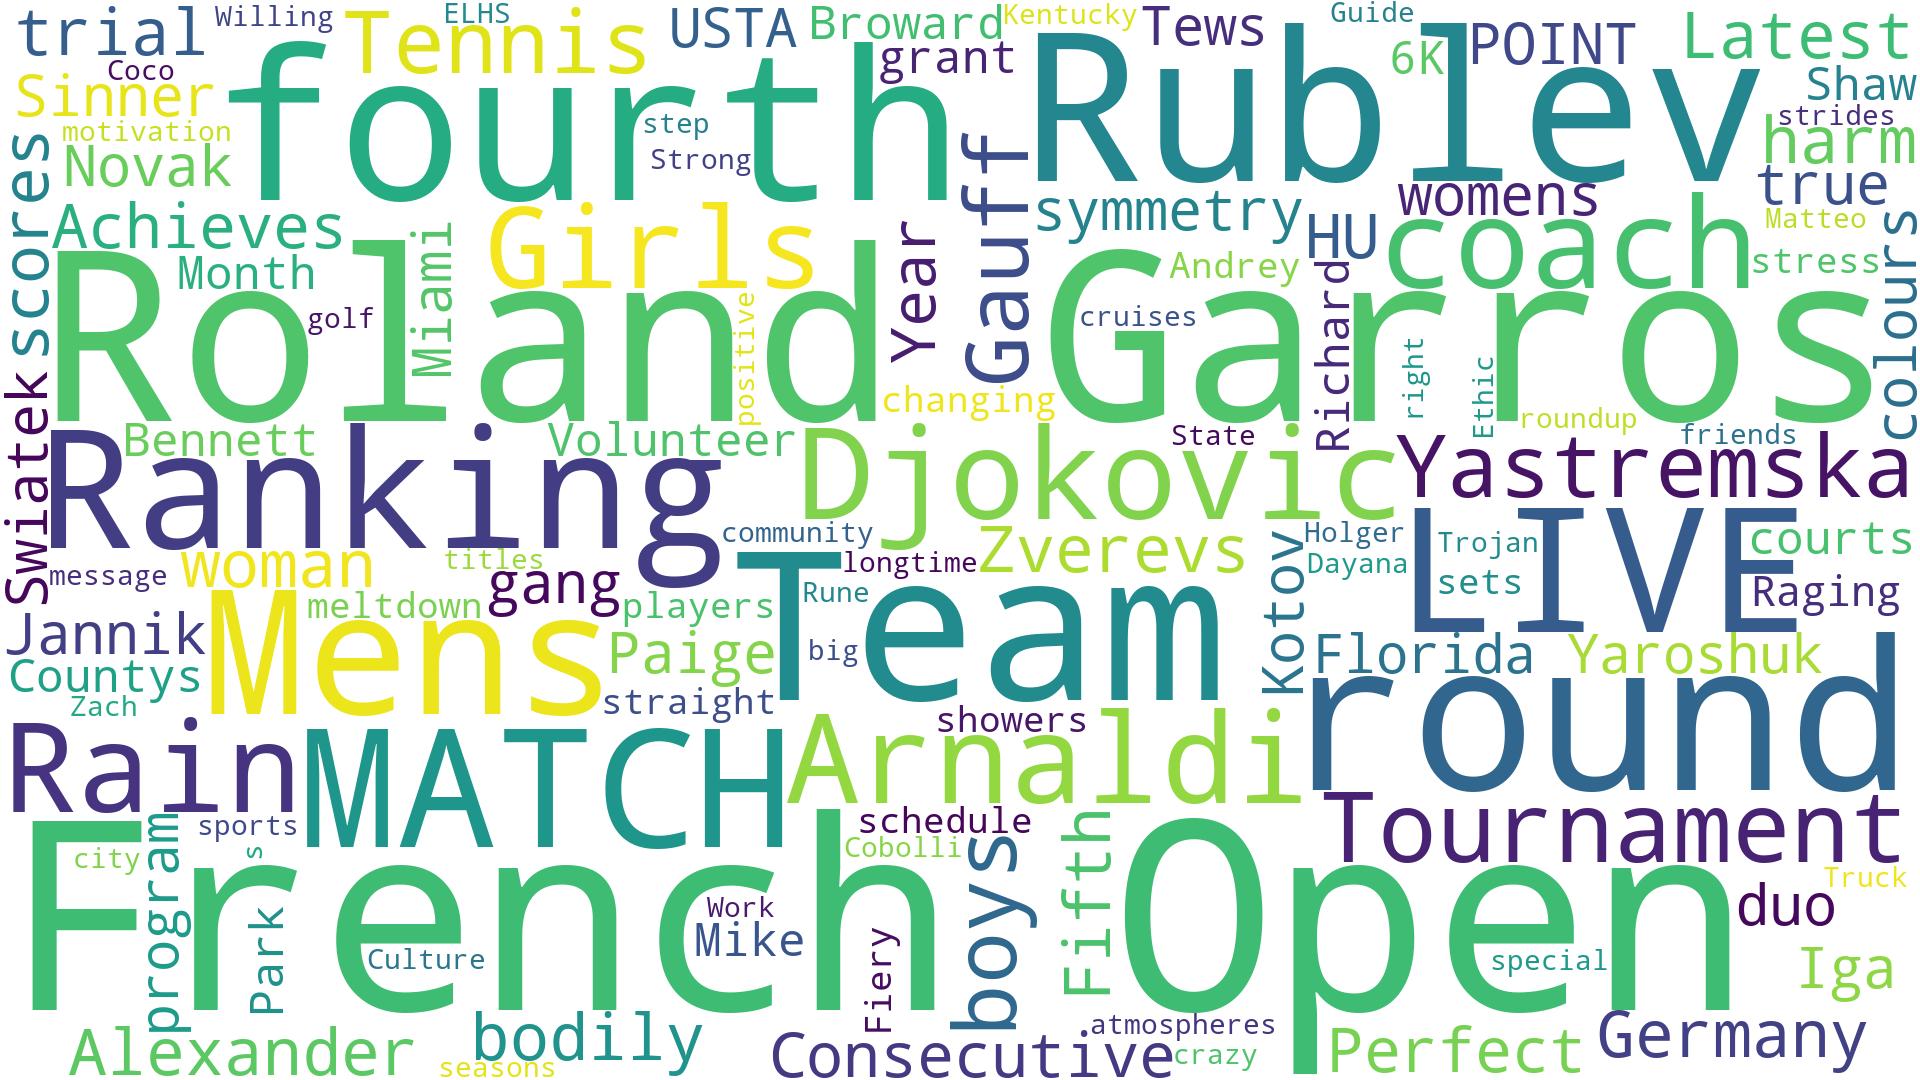 trial
Willing
Tennis
ELHS
USTA
Broward
Kentucky
Tews
Guide
POINT
Latest
Coco
Sinner
fourth
grant
Rublev
6K
Shaw
strides
motivation
Novak
step
Strong
harm
true
scores
Achieves
Month
Miami
Girls
Year
Gauff
symmetry
HU
womens
coach
Matteo
stress
colours
Andrey
Roland Garros
golf
positive
cruises
Richard
right
Ethic
changing
roundup
friends
Swiatek
Ranking
Bennett
Volunteer
Djokovic
State
Yastremska
message
woman
titles
gang
community
longtime
Zverevs
Kotov
Holger
Dayana
Trojan
sets
LIVE
courts
Raging
Jannik
Mens
meltdown
players
Team
Rune
big
Countys
Zach
Paige
straight
Florida
Yaroshuk
Rain
MATCH
Arnaldi
showers
round
Tournament
program
sports
city
Park s
French Open
schedule
Cobolli
boys
Fifth
duo
Truck
Culture
Work
Mike
Fiery
special
Iga
Alexander
bodily
seasons
Consecutive
atmospheres
crazy
Perfect
Germany